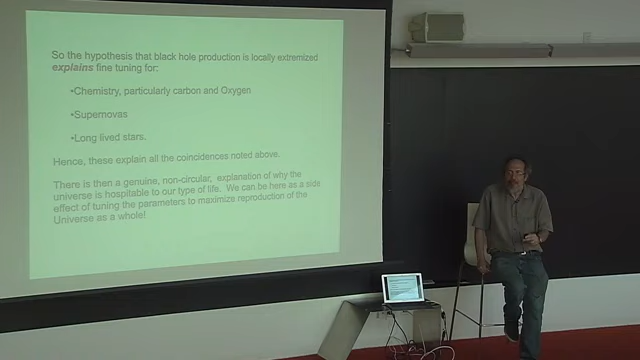 So the hypothesis that black hole production is locally extremized
explains fine tuning for:
•Chemistry, particularly carbon and Oxygen
•Supernovas
•Long lived stars.
Hence, these explain all the coincidences noted above.
There is then a genuine, non-circular, explanation of why the
universe is hospitable to our type of life. We can be here as a side
effect of tuning the parameters to maximize reproduction of the
Universe as a whole!